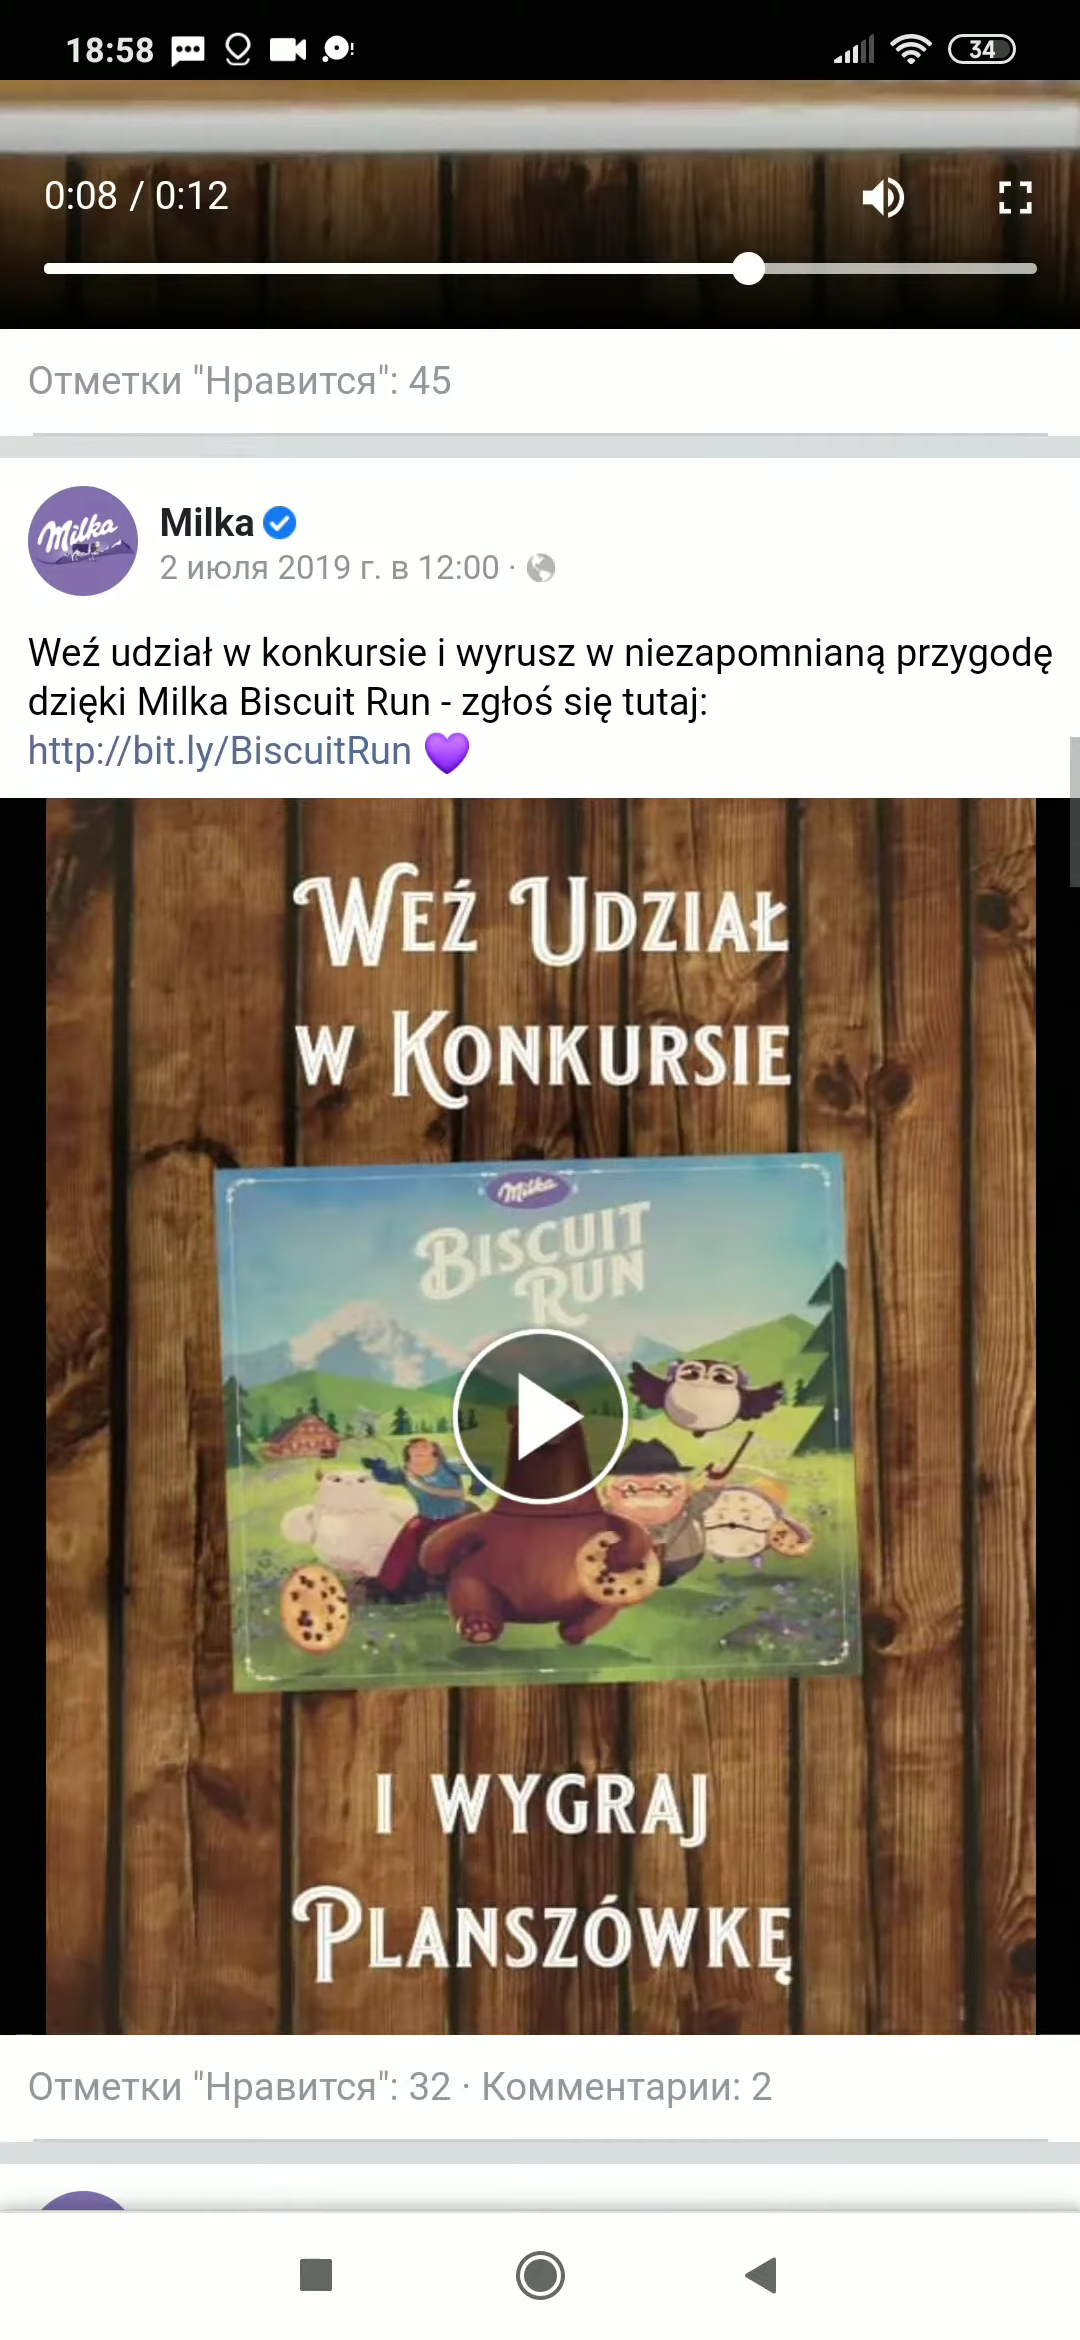 18:58
34
0:08 / 0:12
Отметки "Нравится": 45
Milka
Milka
2 июля 2019 г. в 12:00 ·
Weź udział w konkursie i wyrusz w niezapomnianą przygodę
dzięki Milka Biscuit Run - zgłoś się tutaj:
http://bit.ly/BiscuitRun 💜
WEŹ UDZIAŁ
W KONKURSIE
Milka
BISCUIT
RUN
I WYGRAJ
PLANSZÓWKĘ
Отметки "Нравится": 32 · Комментарии: 2